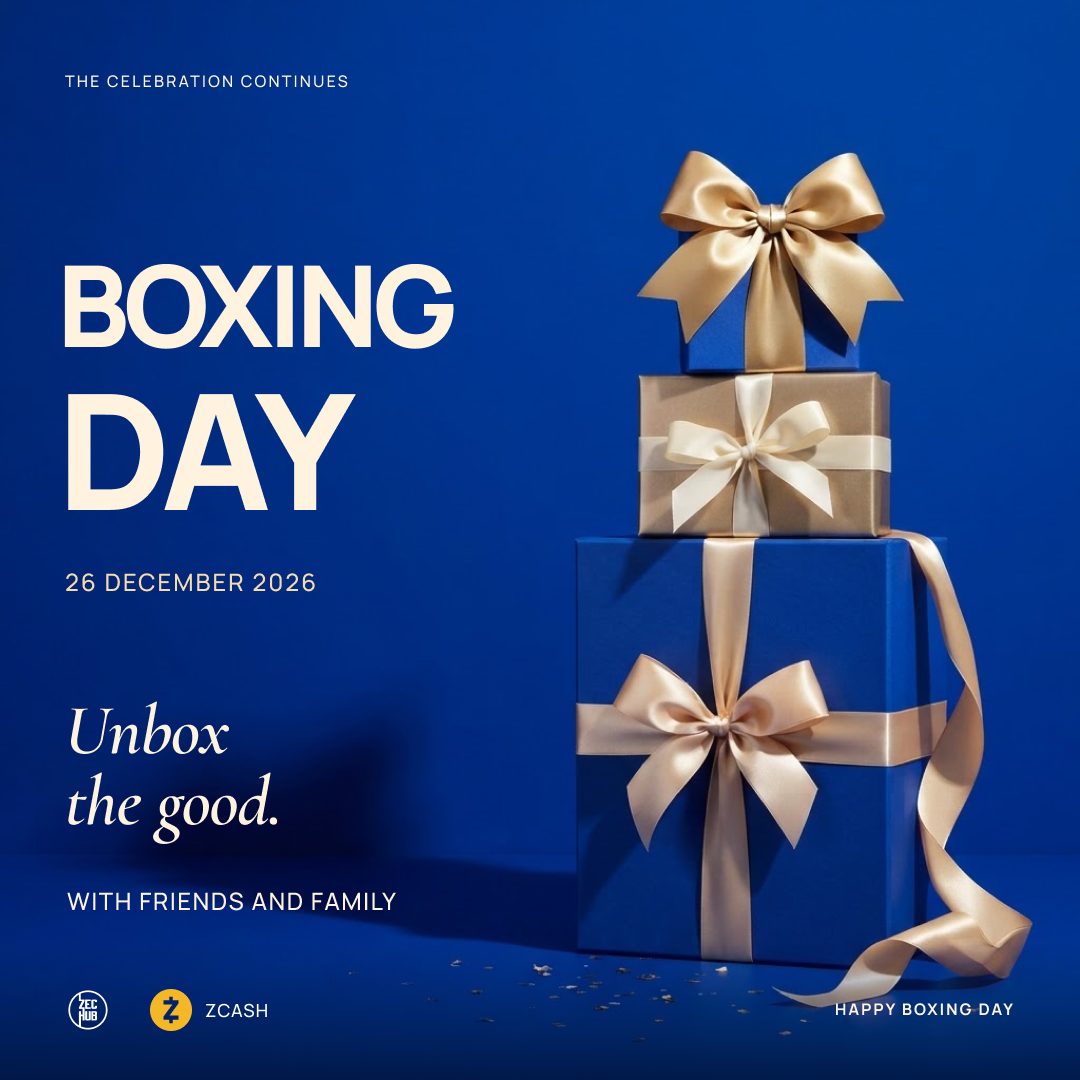 THE CELEBRATION CONTINUES
BOXING
DAY
26 DECEMBER 2026
Unbox
the good.
WITH FRIENDS AND FAMILY
ZEC
HUB
ZCASH
HAPPY BOXING DAY